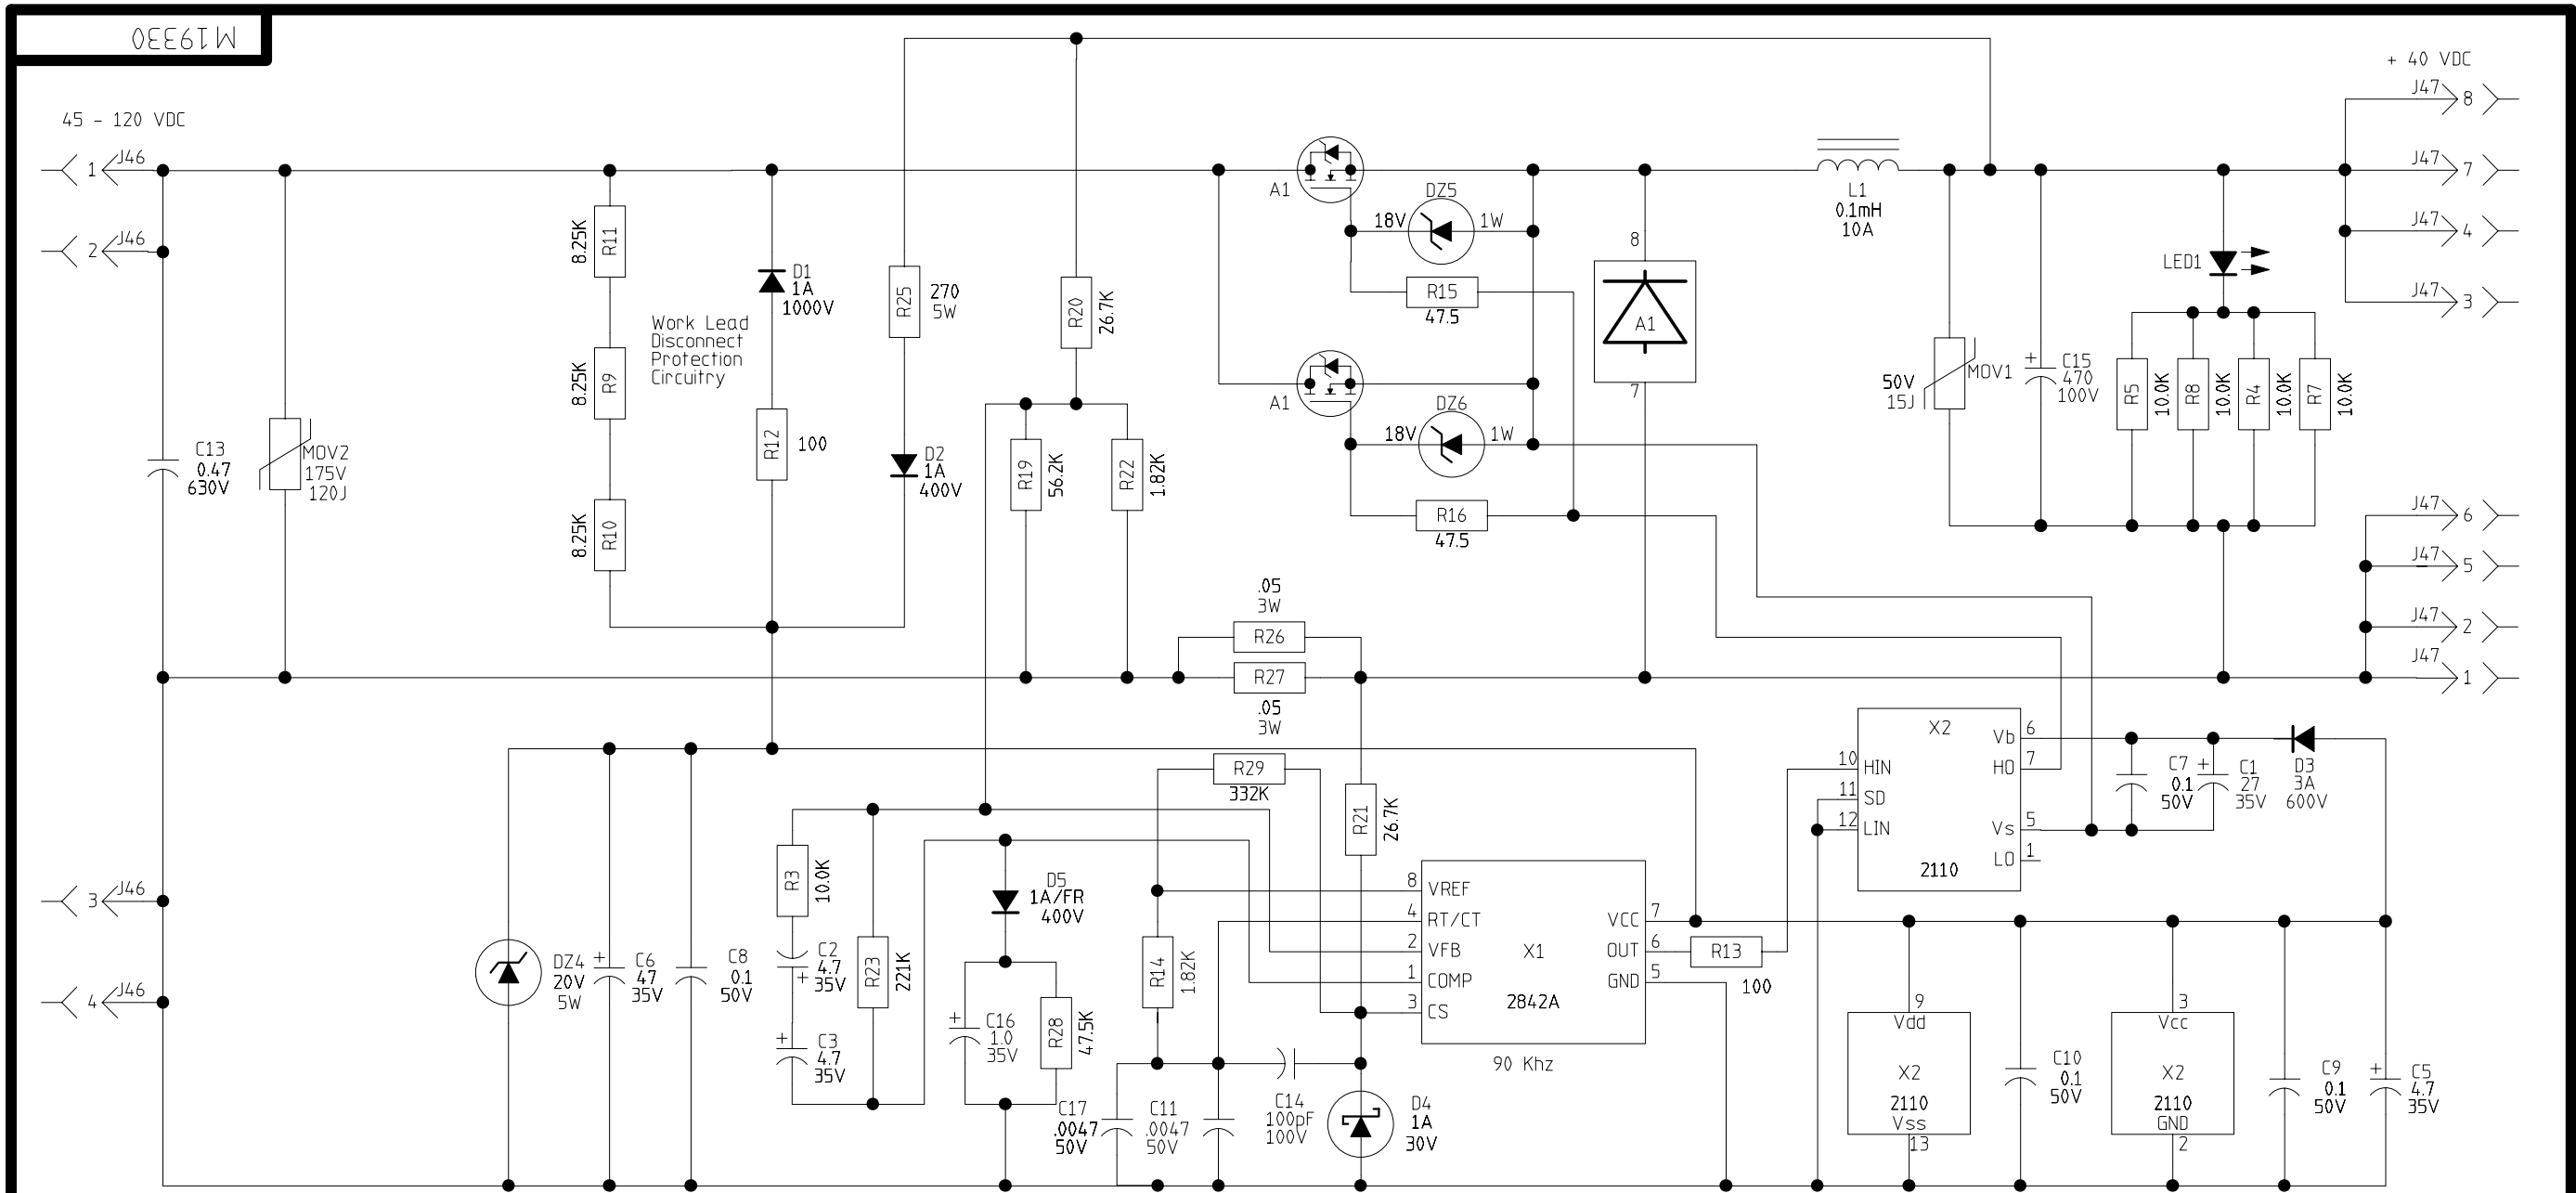 M19330
45 - 120 VDC
+ 40 VDC
1 J46
2 J46
3 J46
4 J46
C13
0.47
630V
MOV2
175V
120J
R11
8.25K
R9
8.25K
R10
8.25K
Work Lead
Disconnect
Protection
Circuitry
D1
1A
1000V
R12
100
R25
270
5W
D2
1A
400V
R20
26.7K
R19
56.2K
R22
1.82K
A1
DZ5
18V
1W
R15
47.5
A1
DZ6
18V
1W
R16
47.5
8
A1
7
L1
0.1mH
10A
50V
15J
MOV1
+
C15
470
100V
LED1
R5
10.0K
R8
10.0K
R4
10.0K
R7
10.0K
J47 8
J47 7
J47 4
J47 3
J47 6
J47 5
J47 2
J47 1
.05
3W
R26
R27
.05
3W
R29
332K
R21
26.7K
DZ4
20V
5W
+
C6
47
35V
C8
0.1
50V
R3
10.0K
C2
4.7
35V
+
+
C3
4.7
35V
R23
221K
D5
1A/FR
400V
+
C16
1.0
35V
R28
47.5K
R14
1.82K
C17
.0047
50V
C11
.0047
50V
C14
100pF
100V
D4
1A
30V
8 VREF
4 RT/CT
2 VFB
1 COMP
3 CS
X1
2842A
VCC 7
OUT 6
GND 5
90 Khz
R13
100
X2
10 HIN
11 SD
12 LIN
Vb 6
HO 7
Vs 5
LO 1
2110
C7
0.1
50V
+
C1
27
35V
D3
3A
600V
9
Vdd
X2
2110
Vss
13
C10
0.1
50V
3
Vcc
X2
2110
GND
2
C9
0.1
50V
+
C5
4.7
35V